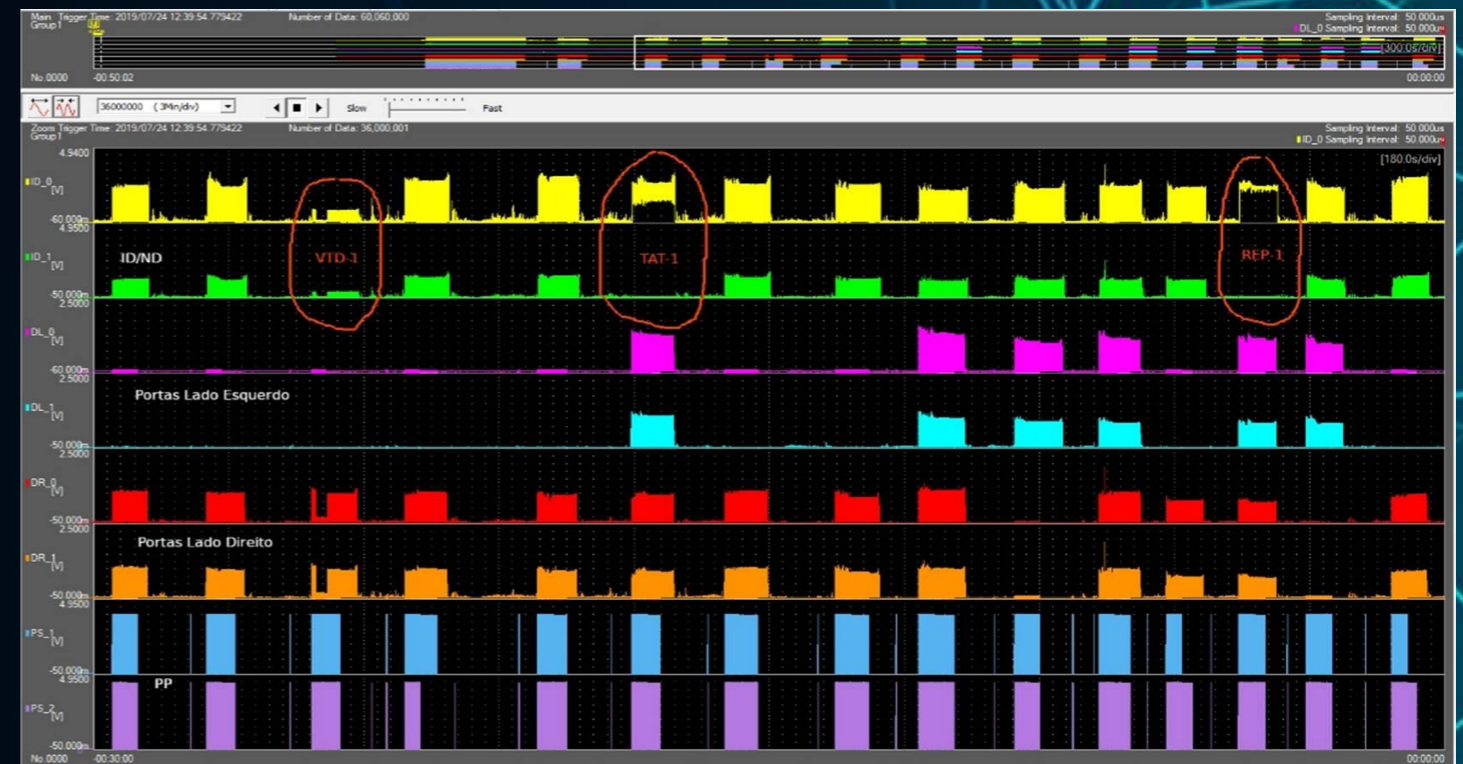 Main Trigger Time: 2019/07/24 12:39:54.779422 Number of Data: 60,060,000 Sampling Interval: 50.000us
Group1 DL_0 Sampling Interval: 50.000us
[300.0s/div]
No.0000 -00:50:02 00:00:00
36000000 ( 3Min/div) Slow Fast
Zoom Trigger Time: 2019/07/24 12:39:54.779422 Number of Data: 36,000,001 Sampling Interval: 50.000us
Group1 ID_0 Sampling Interval: 50.000us
4.9400 [180.0s/div]
ID_0
[V]
-60.000m
4.9500
ID_1 ID/ND VTD-1 TAT-1 REP-1
[V]
-50.000m
2.5000
DL_0
[V]
-60.000m
2.5000
Portas Lado Esquerdo
DL_1
[V]
-50.000m
2.5000
DR_0
[V]
-50.000m
2.5000
Portas Lado Direito
DR_1
[V]
-50.000m
4.9500
PS_1
[V]
-50.000m
4.9500
PP
PS_2
[V]
-50.000m
No.0000 -00:30:00 00:00:00